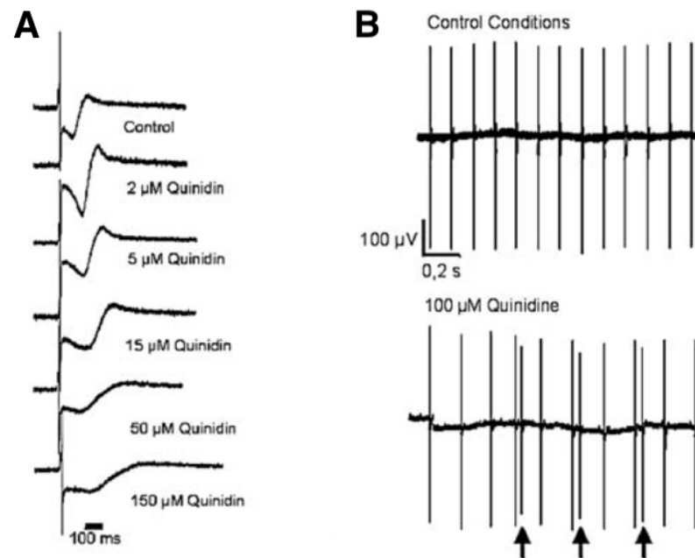 A
Control
2 µM Quinidin
5 µM Quinidin
15 µM Quinidin
50 µM Quinidin
150 µM Quinidin
100 ms
B
Control Conditions
100 µV
0,2 s
100 µM Quinidine